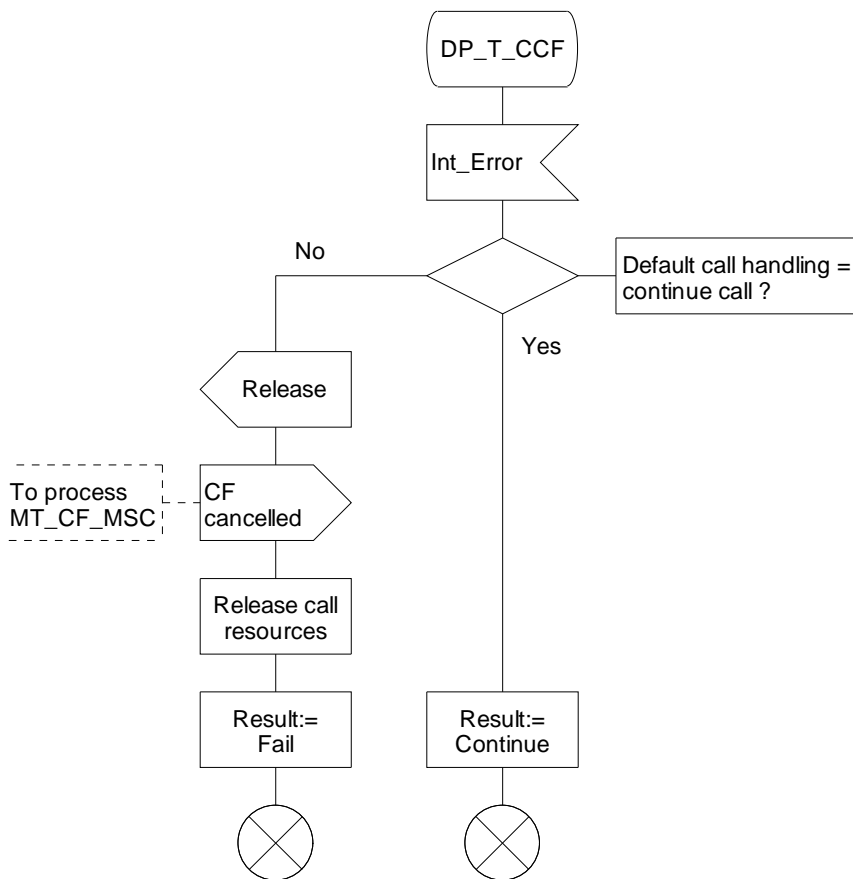 DP_T_CCF
Int_Error
No
Default call handling =
continue call ?
Yes
Release
To process
MT_CF_MSC
CF
cancelled
Release call
resources
Result:=
Fail
Result:=
Continue